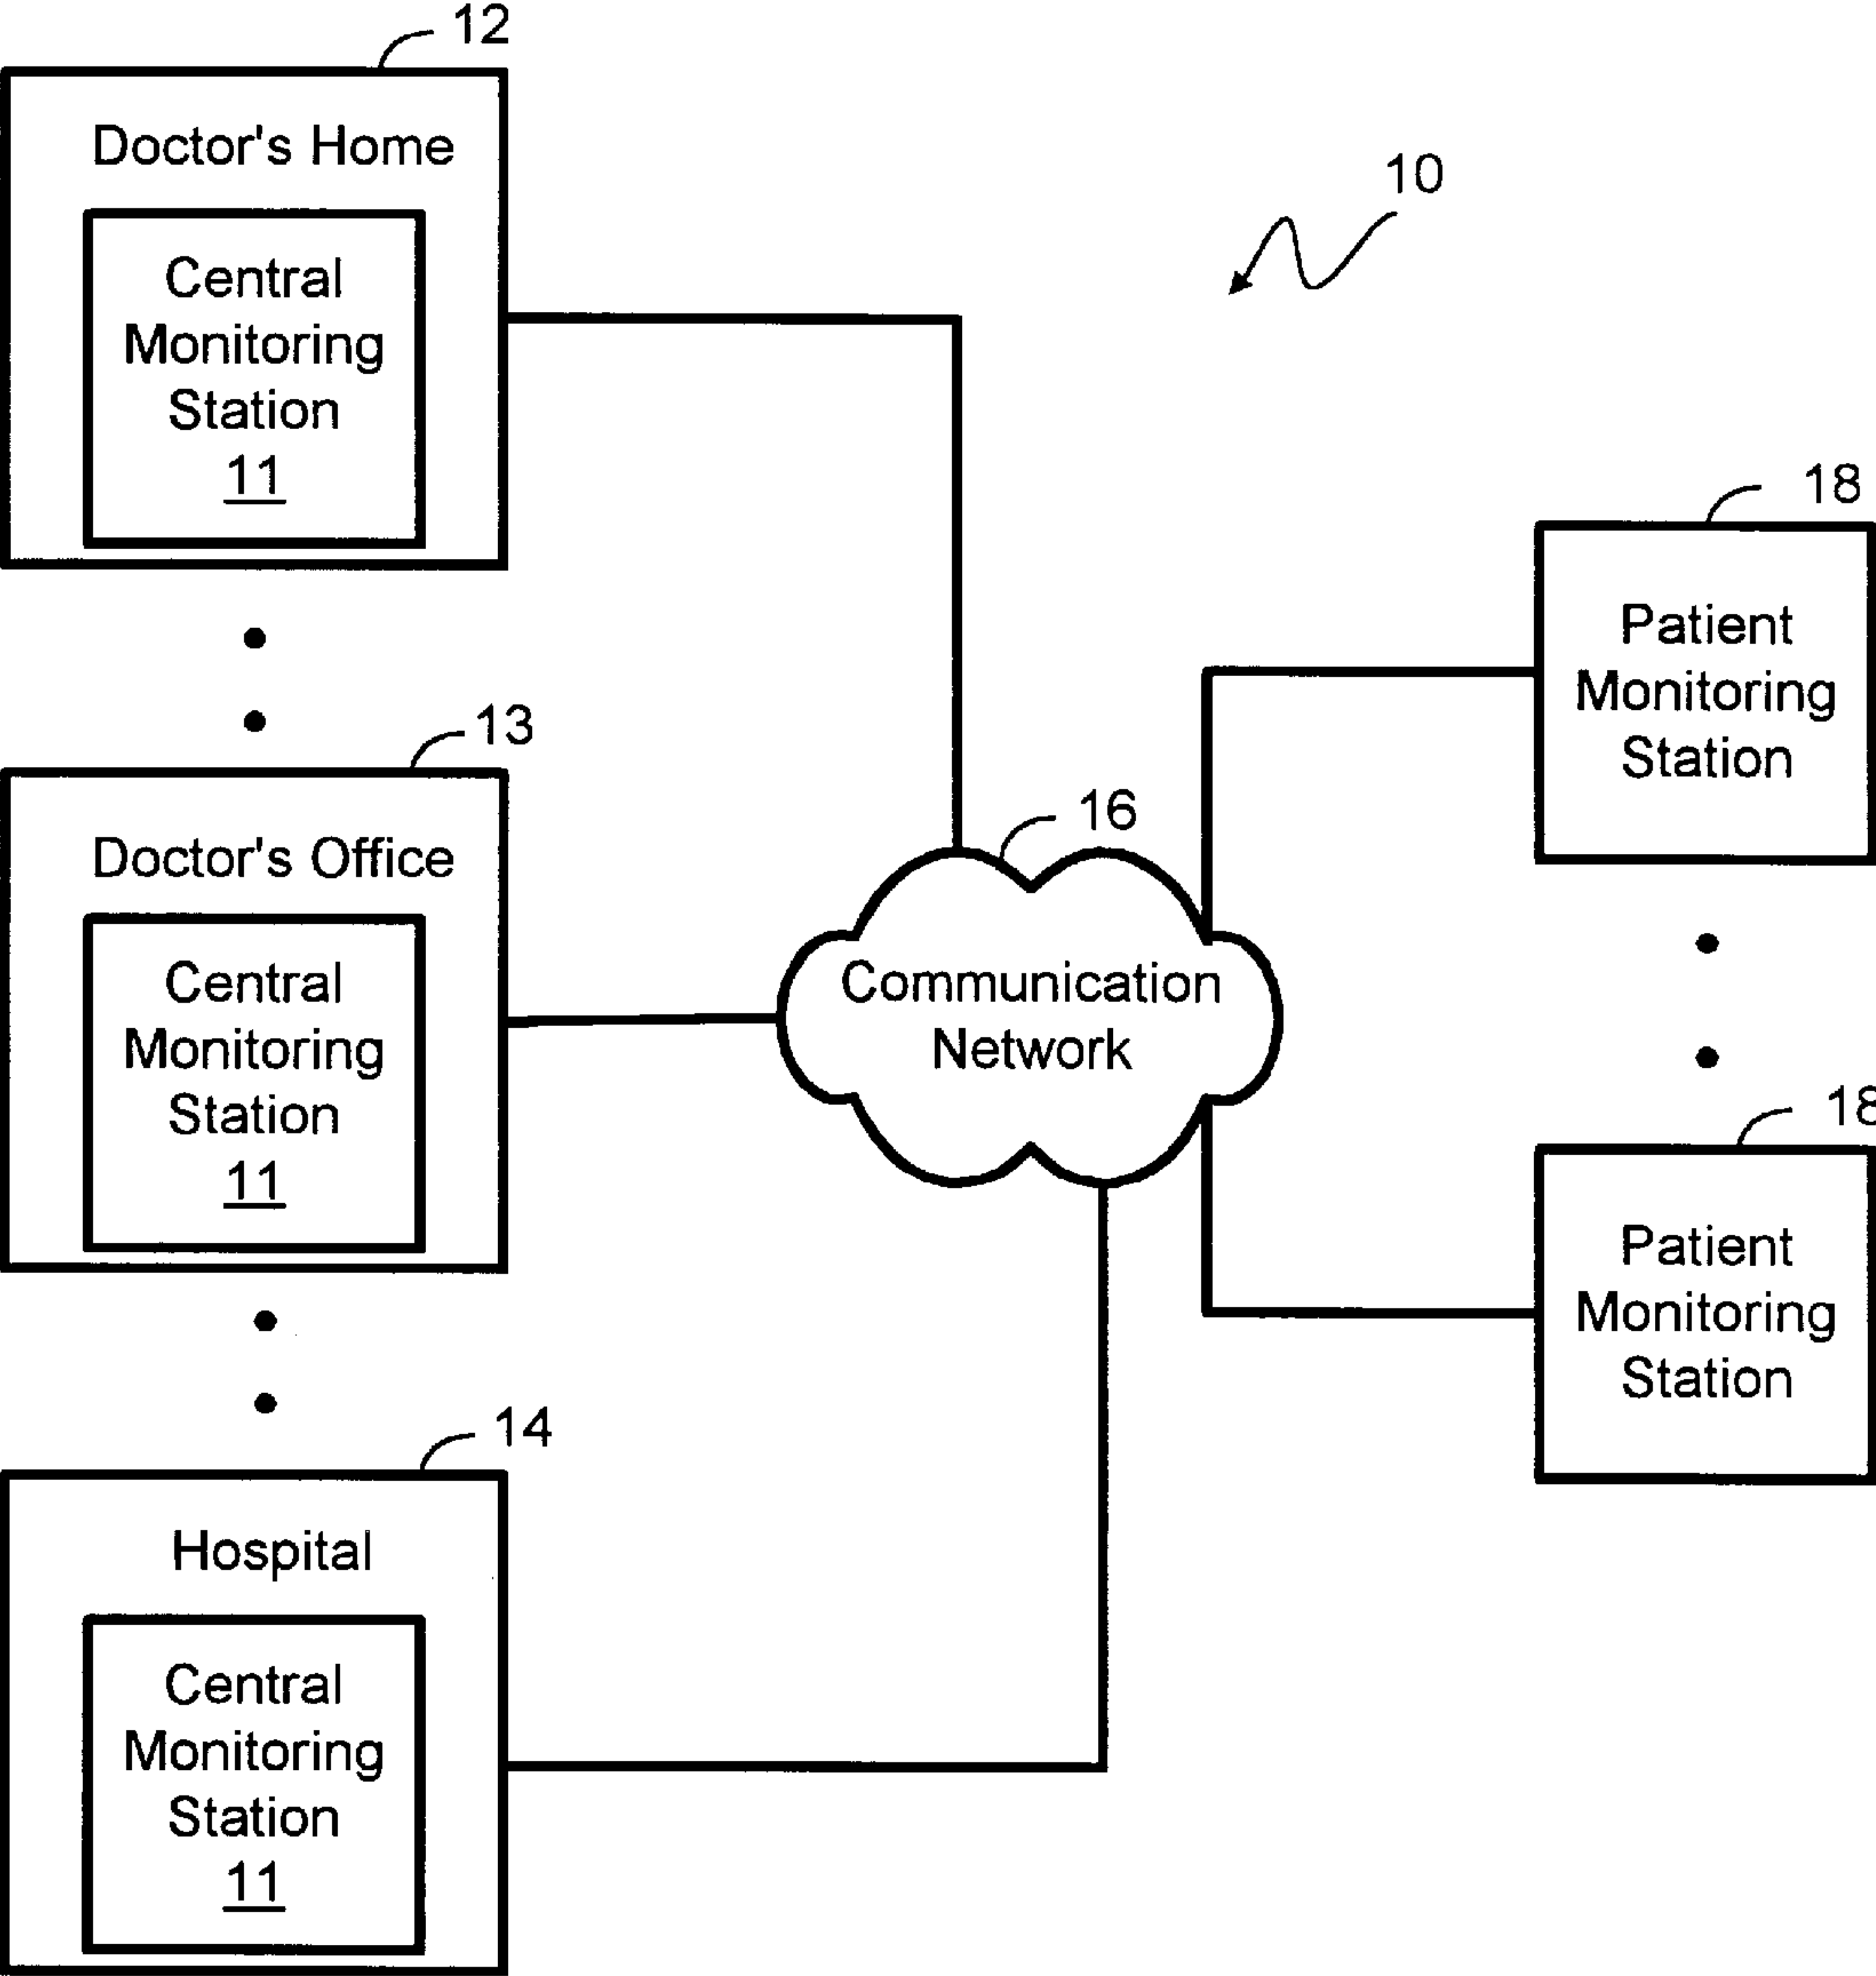 12
Doctor's Home
Central
Monitoring
Station
11
10
18
Patient
Monitoring
Station
13
Doctor's Office
Central
Monitoring
Station
11
16
Communication
Network
18
Patient
Monitoring
Station
14
Hospital
Central
Monitoring
Station
11